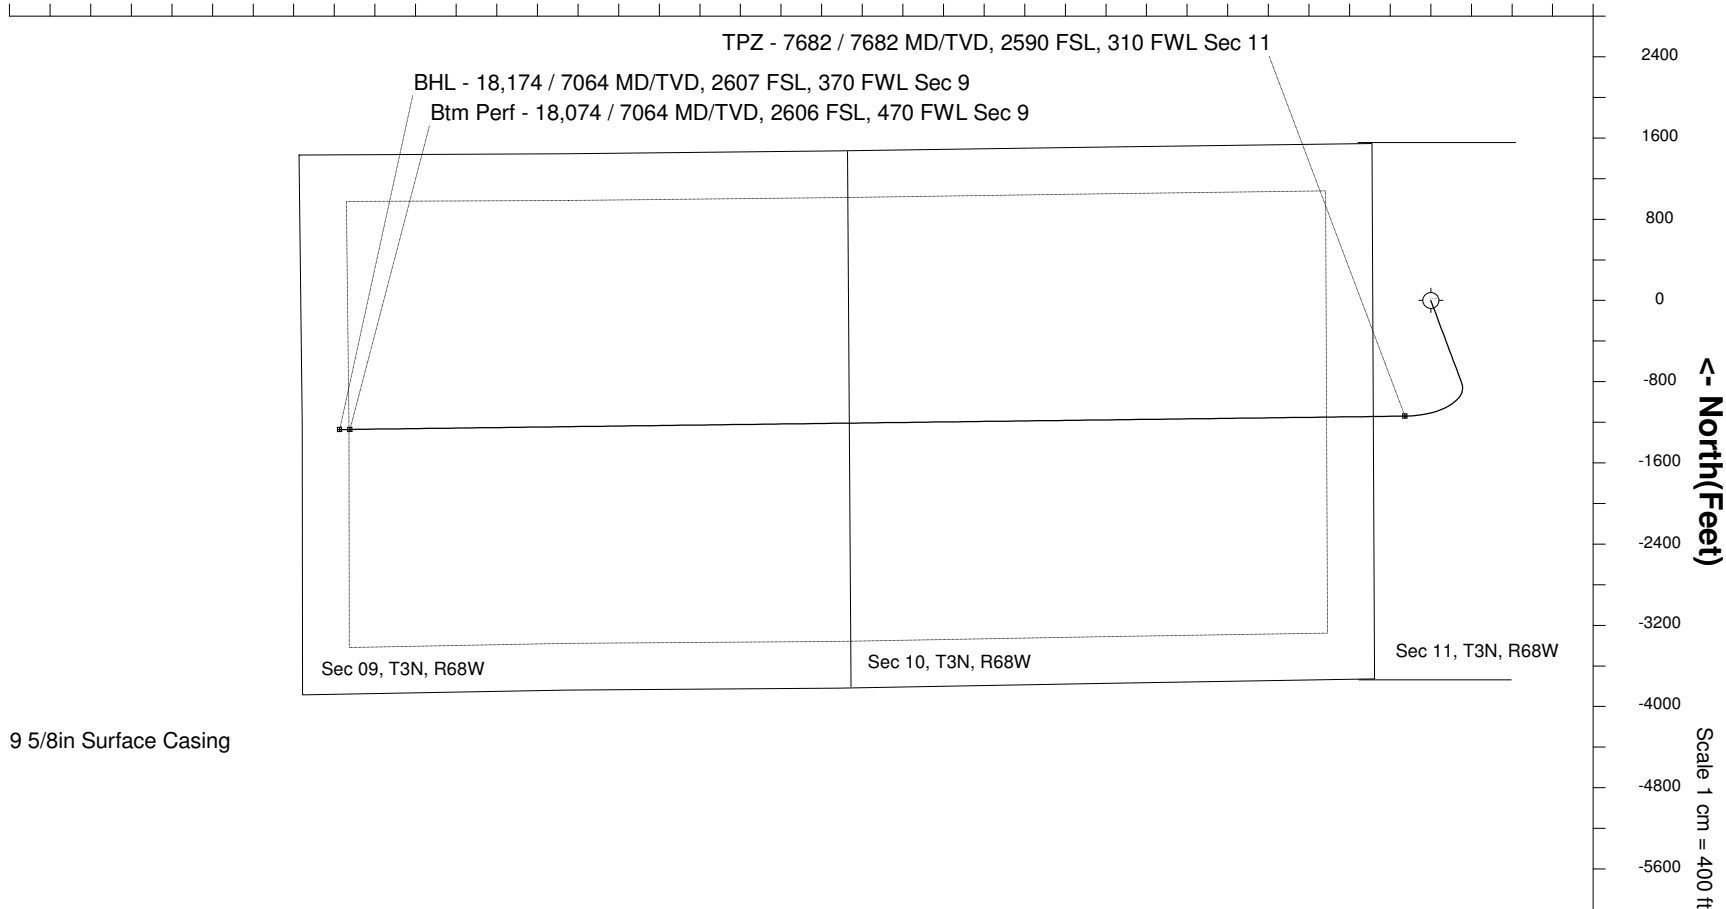 TPZ - 7682 / 7682 MD/TVD, 2590 FSL, 310 FWL Sec 11
BHL - 18,174 / 7064 MD/TVD, 2607 FSL, 370 FWL Sec 9
Btm Perf - 18,074 / 7064 MD/TVD, 2606 FSL, 470 FWL Sec 9
2400
1600
800
0
-800
-1600
-2400
-3200
-4000
-4800
-5600
<- North(Feet)
Scale 1 cm = 400 ft
Sec 09, T3N, R68W
Sec 10, T3N, R68W
Sec 11, T3N, R68W
9 5/8in Surface Casing